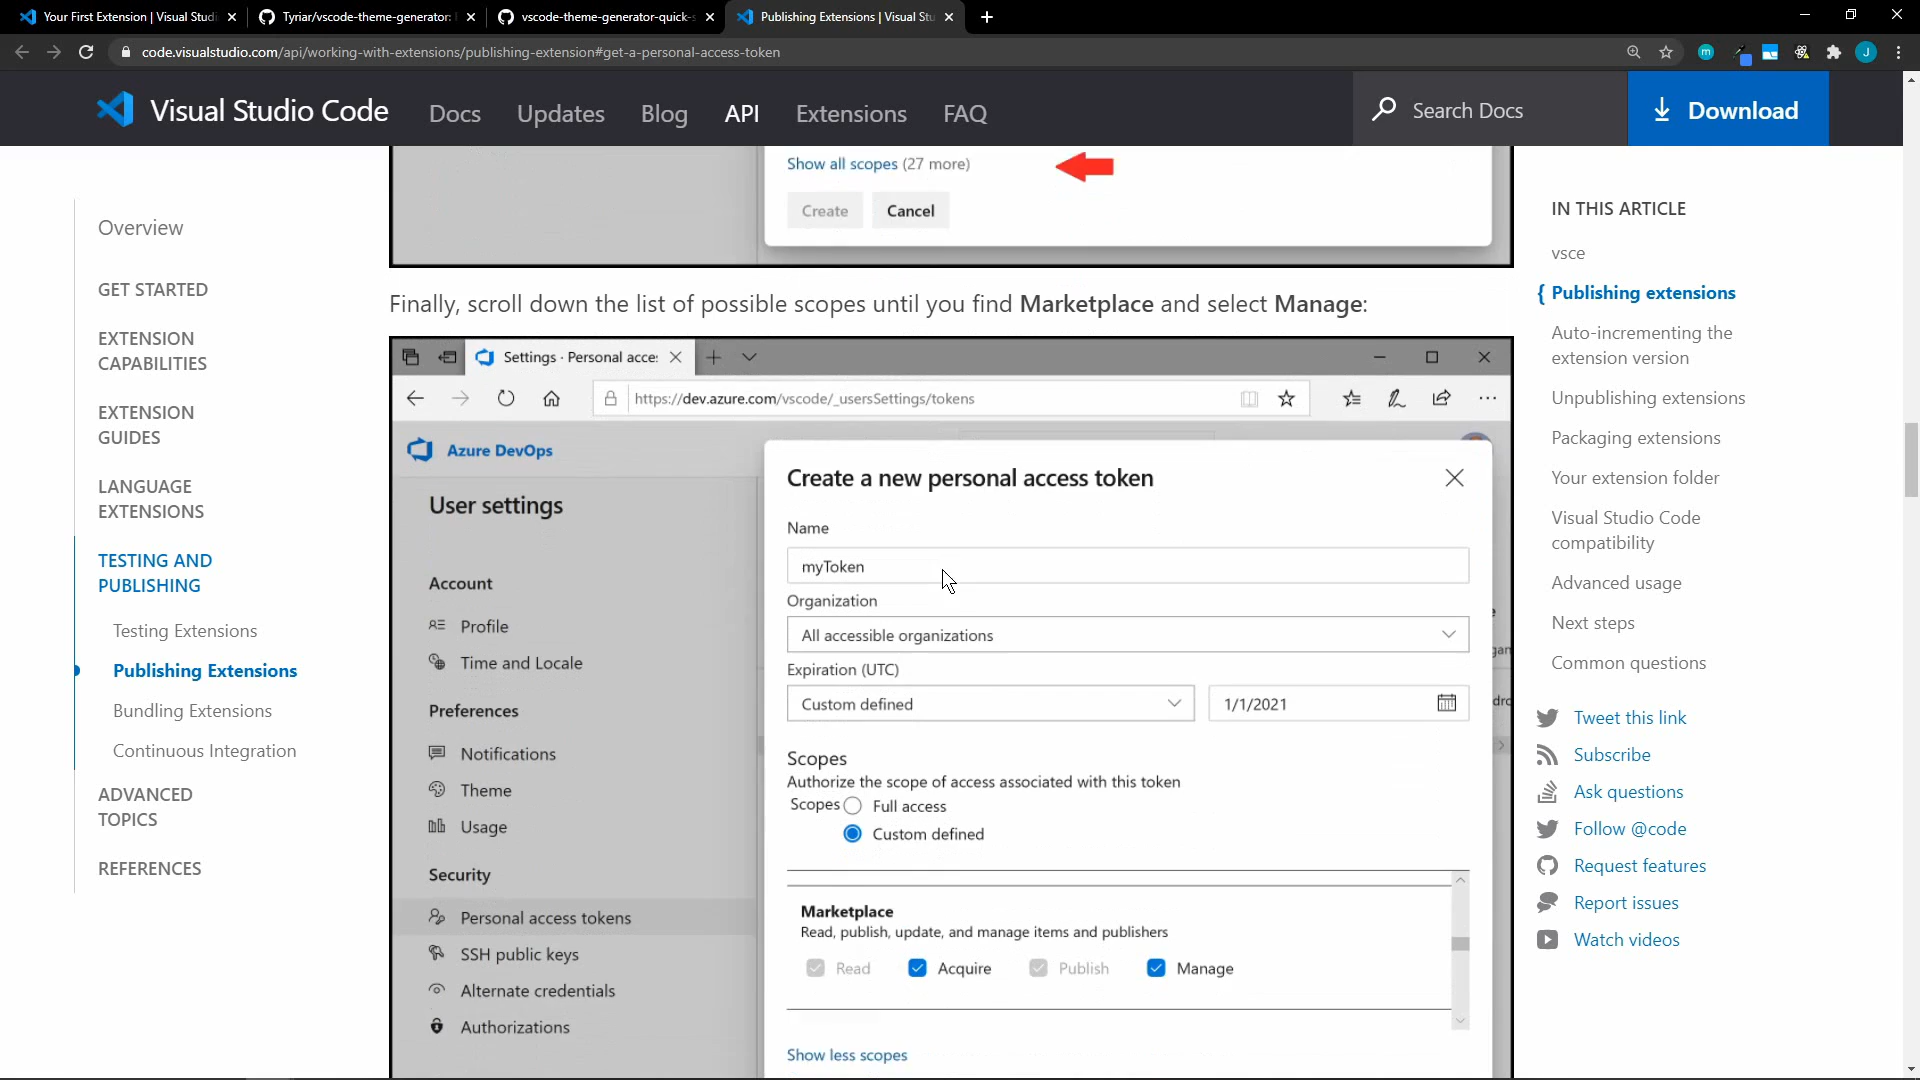 Your First Extension | Visual Studi
Tyriar/vscode-theme-generator:
vscode-theme-generator-quick-s
Publishing Extensions | Visual Stu
code.visualstudio.com/api/working-with-extensions/publishing-extension#get-a-personal-access-token
m
J
Visual Studio Code
Docs
Updates
Blog
API
Extensions
FAQ
Search Docs
Download
Overview
GET STARTED
EXTENSION
CAPABILITIES
EXTENSION
GUIDES
LANGUAGE
EXTENSIONS
TESTING AND
PUBLISHING
Testing Extensions
Publishing Extensions
Bundling Extensions
Continuous Integration
ADVANCED
TOPICS
REFERENCES
Show all scopes (27 more)
Create
Cancel
Finally, scroll down the list of possible scopes until you find Marketplace and select Manage:
Settings · Personal acce
https://dev.azure.com/vscode/_usersSettings/tokens
Azure DevOps
User settings
Account
Profile
Time and Locale
Preferences
Notifications
Theme
Usage
Security
Personal access tokens
SSH public keys
Alternate credentials
Authorizations
Create a new personal access token
Name
myToken
Organization
All accessible organizations
Expiration (UTC)
Custom defined
1/1/2021
Scopes
Authorize the scope of access associated with this token
Scopes
Full access
Custom defined
Marketplace
Read, publish, update, and manage items and publishers
Read
Acquire
Publish
Manage
Show less scopes
IN THIS ARTICLE
vsce
{ Publishing extensions
Auto-incrementing the
extension version
Unpublishing extensions
Packaging extensions
Your extension folder
Visual Studio Code
compatibility
Advanced usage
Next steps
Common questions
Tweet this link
Subscribe
Ask questions
Follow @code
Request features
Report issues
Watch videos